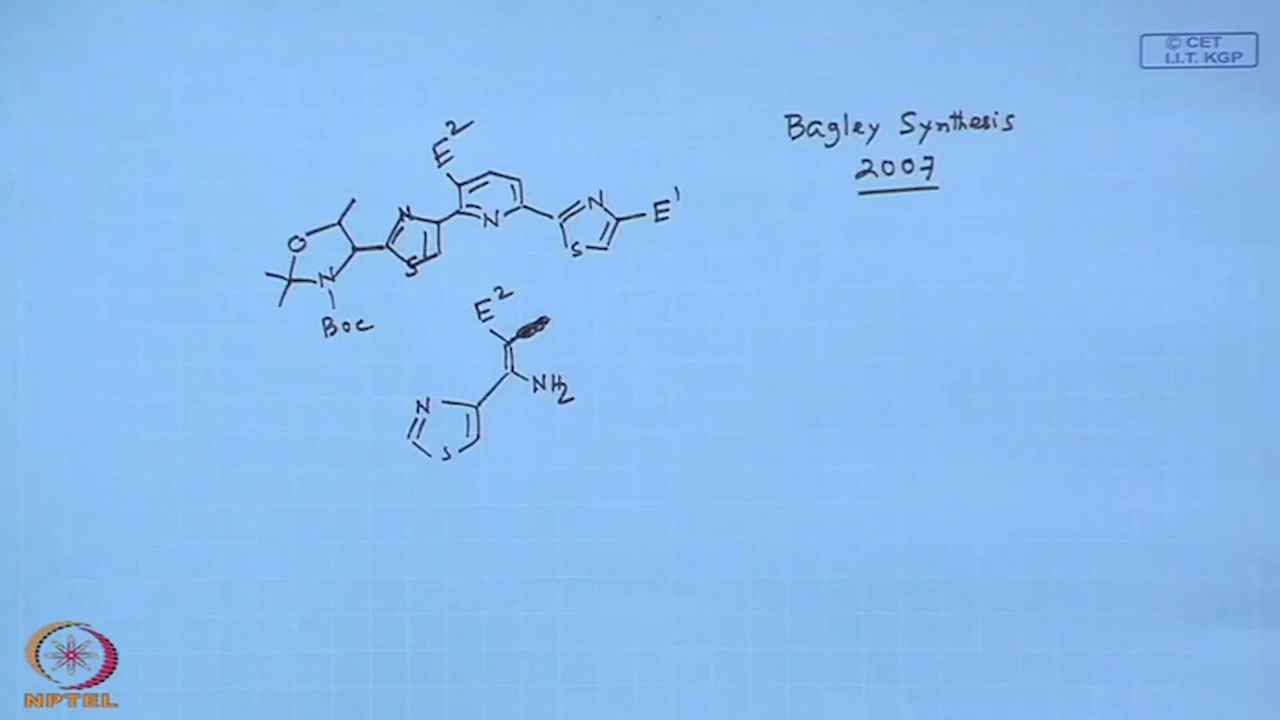 © CET
I.I.T. KGP
Bagley Synthesis
2007
E²
N
N
N
E¹
O
S
S
N
Boc
E²
NH₂
N
S
NPTEL